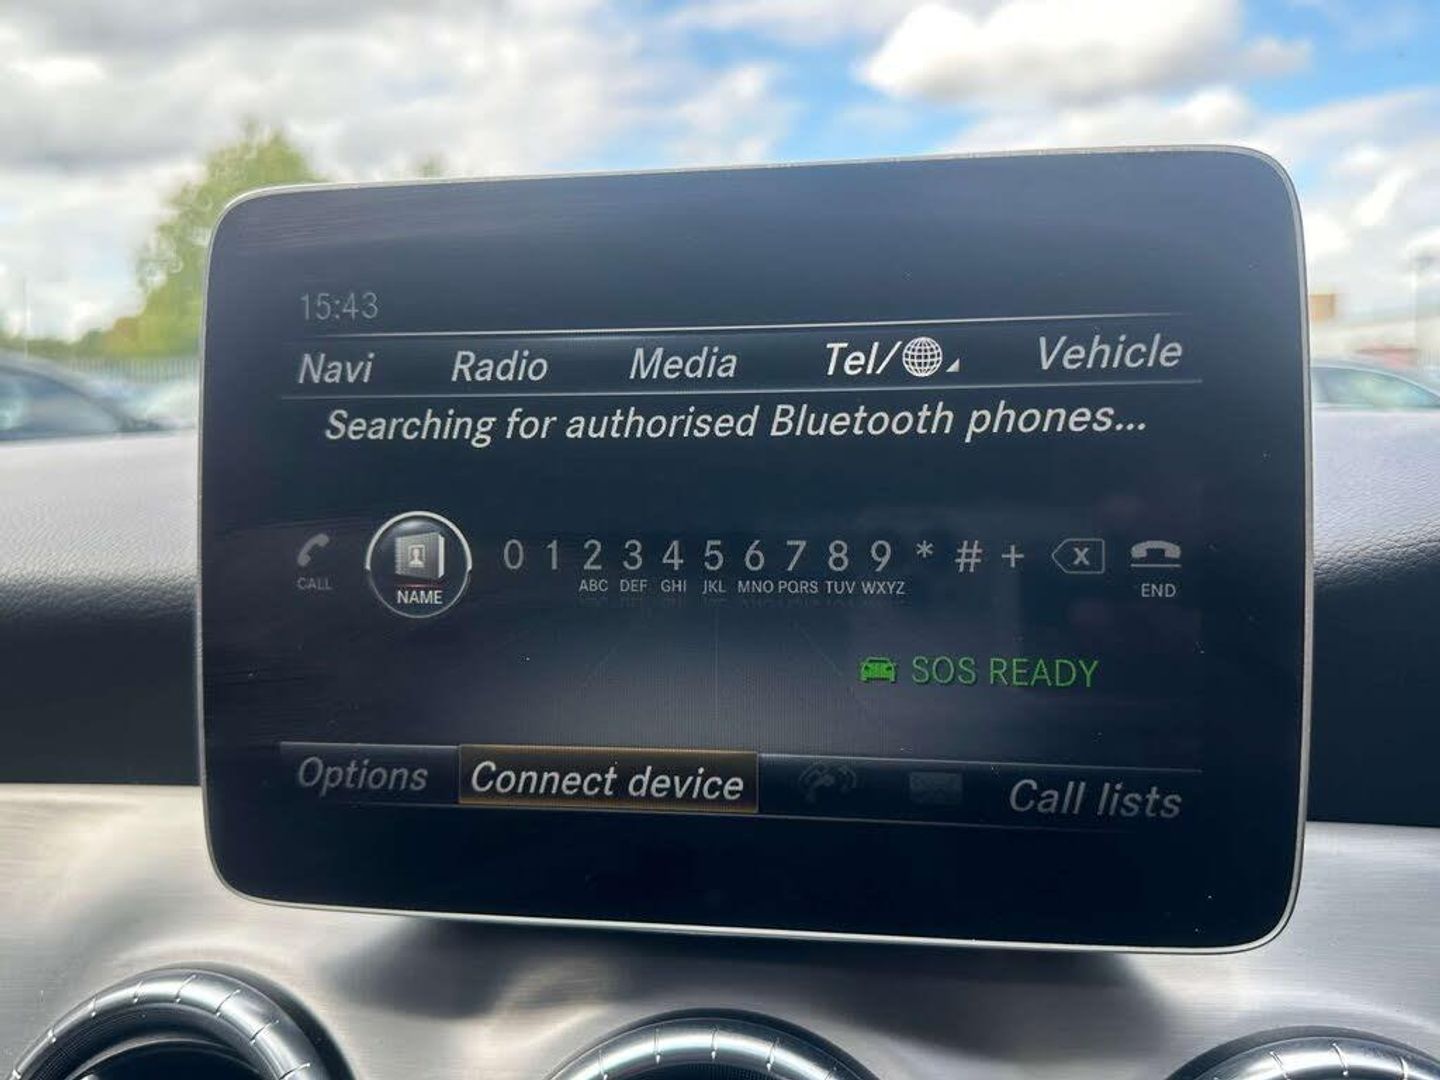 15:43
Navi Radio Media Tel/ Vehicle
Searching for authorised Bluetooth phones...
CALL NAME 0 1 2 3 4 5 6 7 8 9 * # + X END
ABC DEF GHI JKL MNO PQRS TUV WXYZ
SOS READY
Options Connect device Call lists